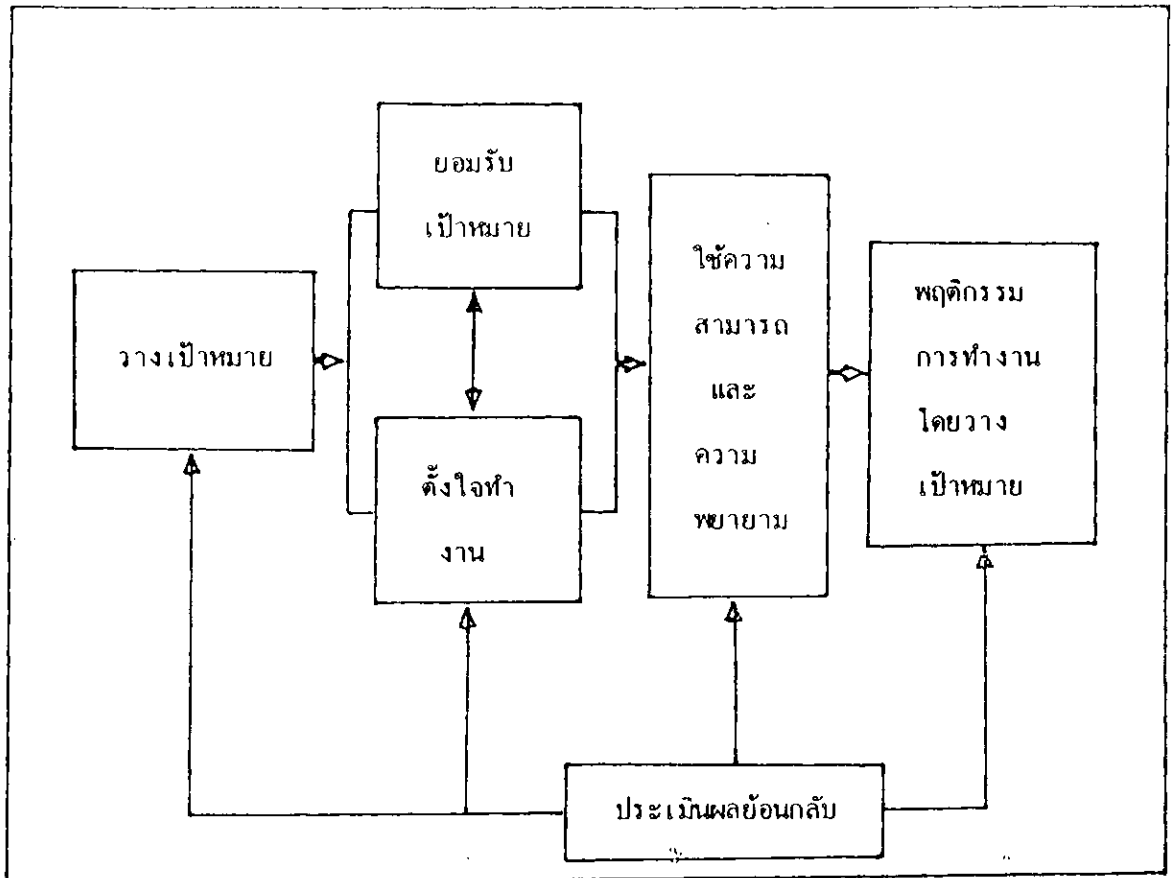 วางเป้าหมาย
ยอมรับ
เป้าหมาย
ตั้งใจทำ
งาน
ใช้ความ
สามารถ
และ
ความ
พยายาม
พฤติกรรม
การทำงาน
โดยวาง
เป้าหมาย
ประเมินผลย้อนกลับ